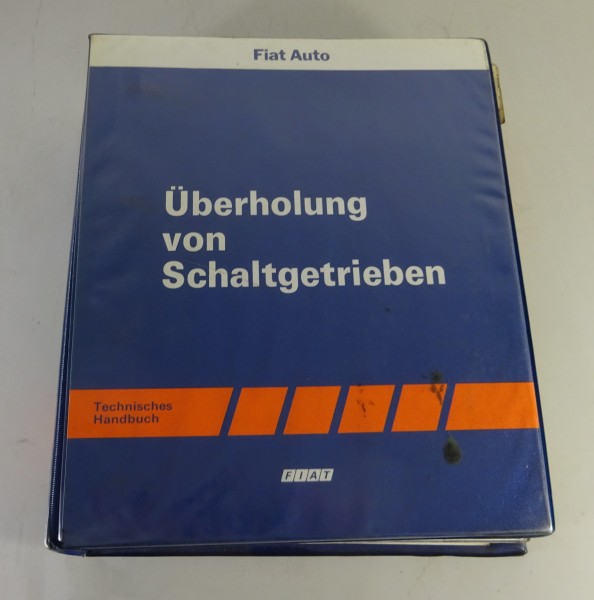 Fiat Auto
Überholung
von
Schaltgetrieben
Technisches
Handbuch
FIAT